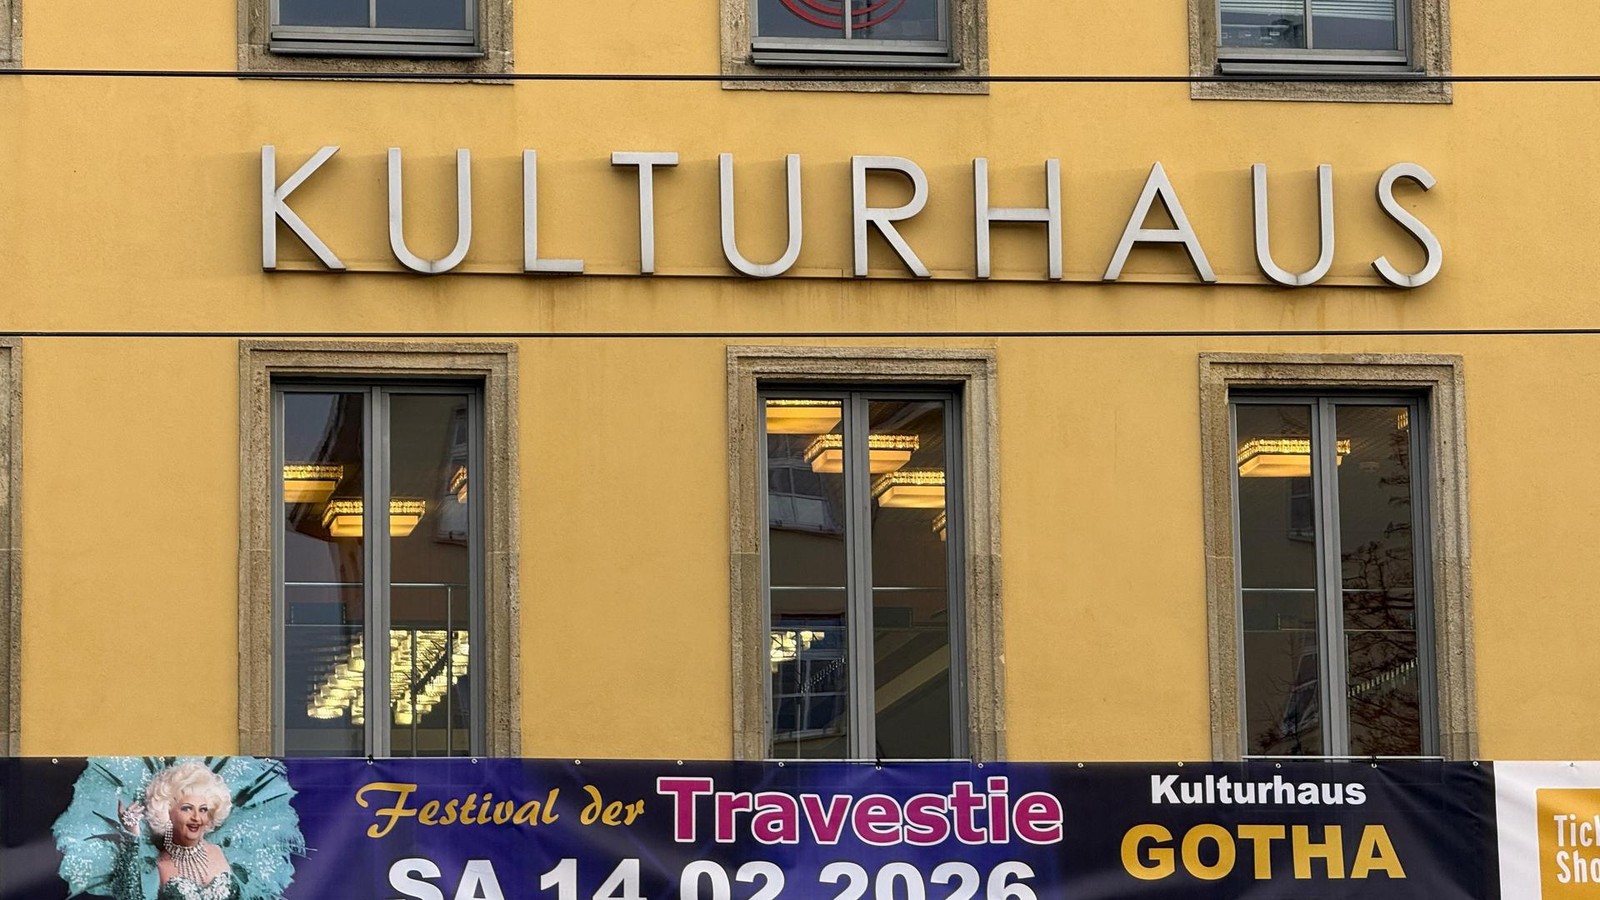 KULTURHAUS
Festival der Travestie
SA 14.02.2026
Kulturhaus
GOTHA